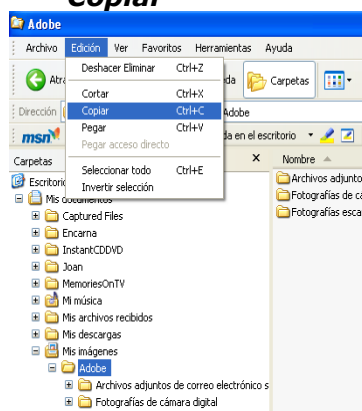 Copiar
Adobe
Archivo Edición Ver Favoritos Herramientas Ayuda
Deshacer Eliminar Ctrl+Z
Carpetas
Cortar Ctrl+X
Dirección
Copiar Ctrl+C
Adobe
Pegar Ctrl+V
msn
en el escritorio
Pegar acceso directo
Carpetas
Seleccionar todo Ctrl+E
Nombre
Invertir selección
Mis documentos
Captured Files
Encarna
InstantCDDVD
Joan
MemoriesOnTV
Mi música
Mis archivos recibidos
Mis descargas
Mis imágenes
Adobe
Archivos adjuntos de correo electrónico s
Fotografías de cámara digital
Archivos adjunto
Fotografías de cá
Fotografías esca